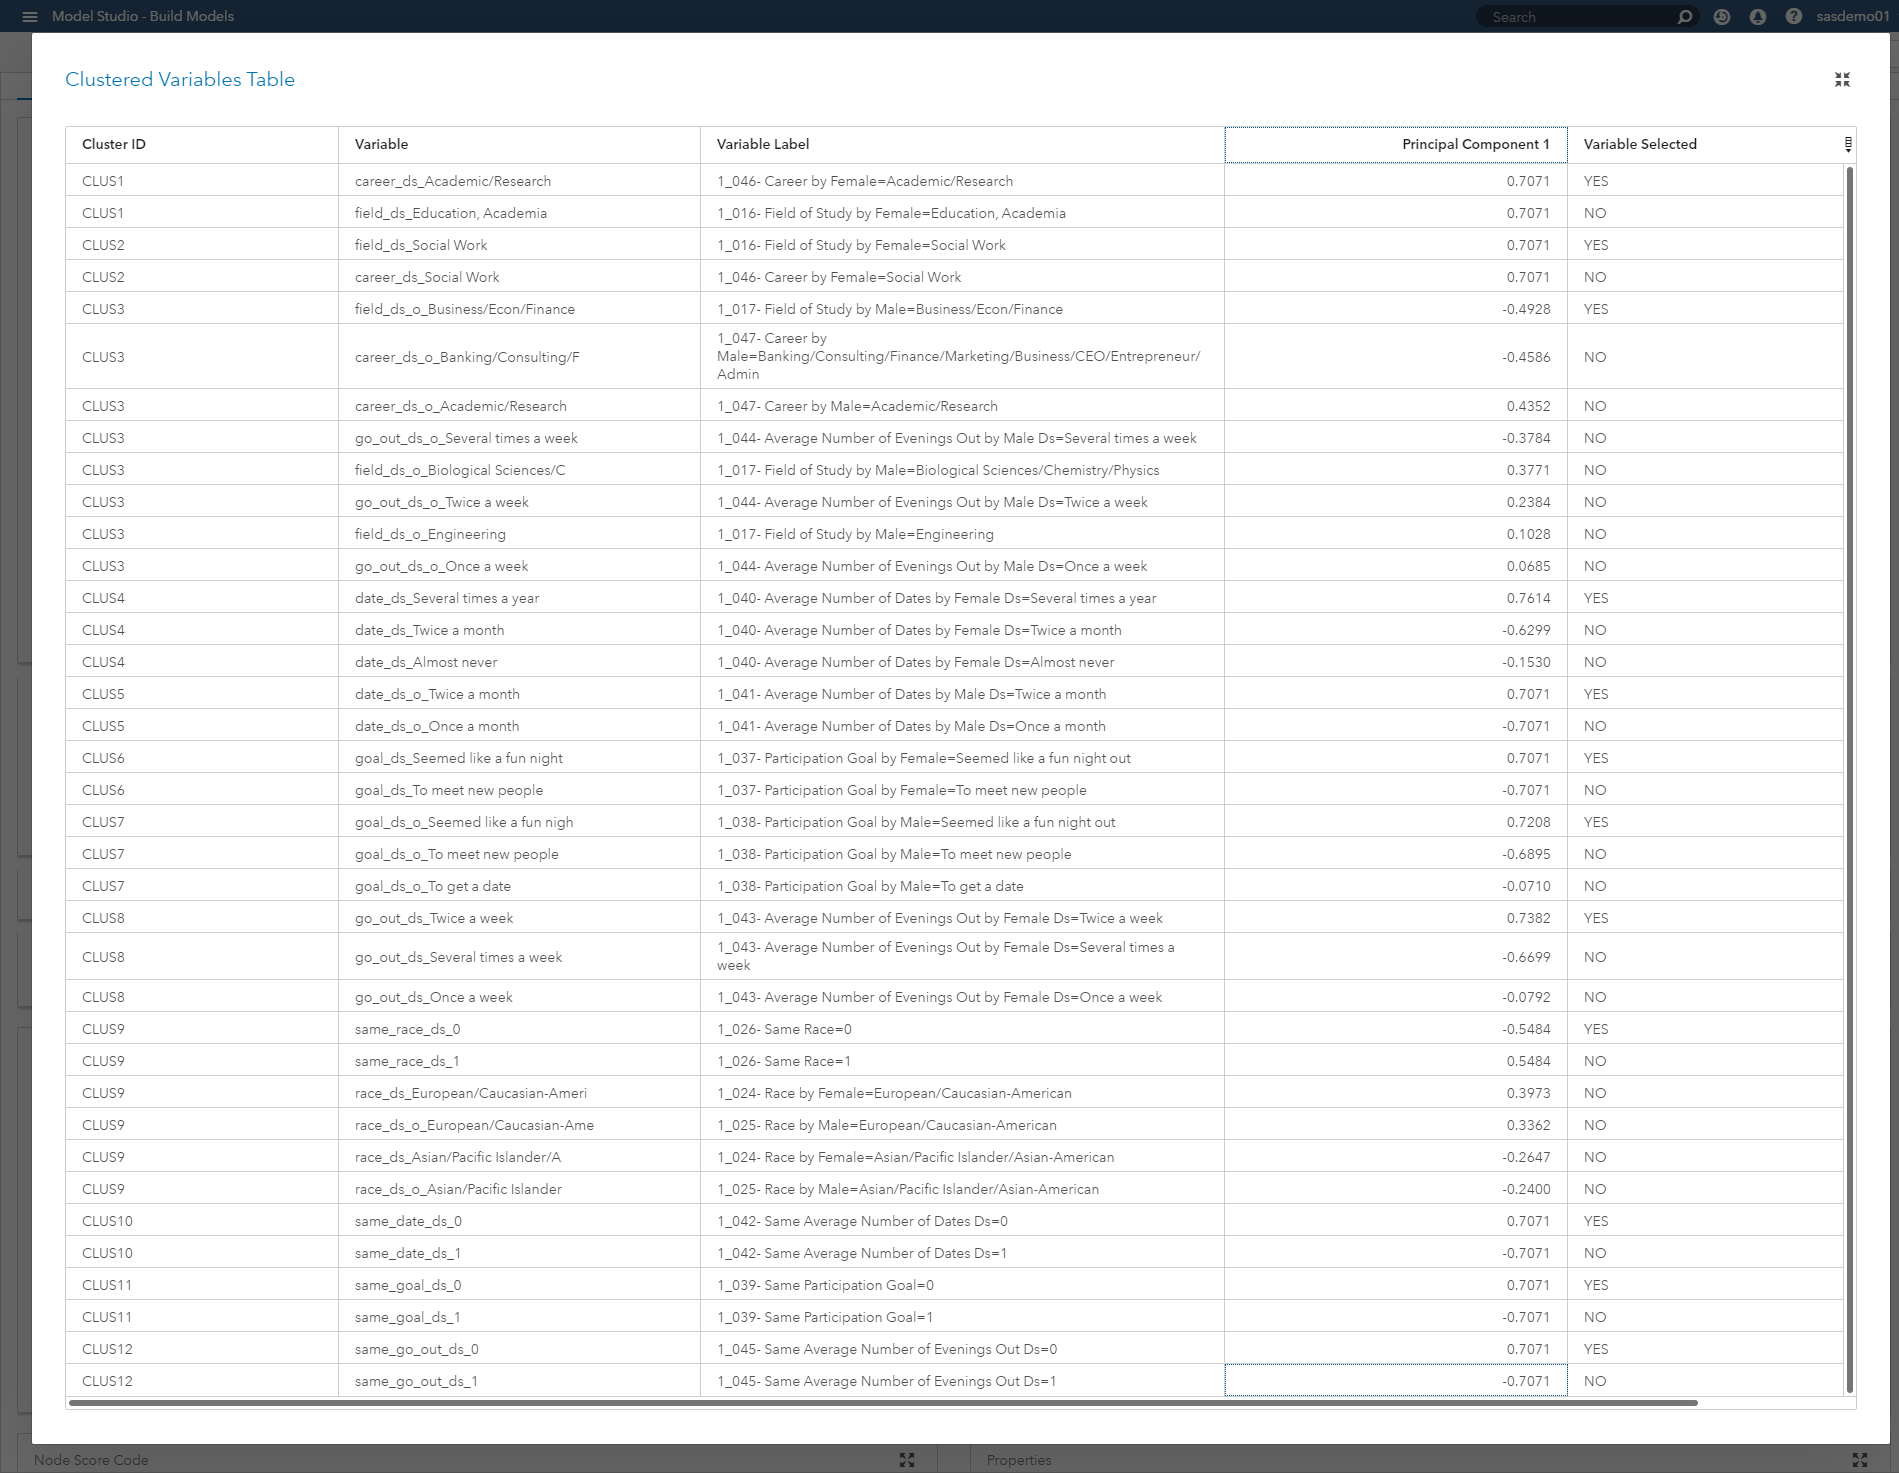 Model Studio - Build Models
Search
sasdemo01
Clustered Variables Table
Cluster ID Variable Variable Label Principal Component 1 Variable Selected
CLUS1 career_ds_Academic/Research 1_046- Career by Female=Academic/Research 0.7071 YES
CLUS1 field_ds_Education, Academia 1_016- Field of Study by Female=Education, Academia 0.7071 NO
CLUS2 field_ds_Social Work 1_016- Field of Study by Female=Social Work 0.7071 YES
CLUS2 career_ds_Social Work 1_046- Career by Female=Social Work 0.7071 NO
CLUS3 field_ds_o_Business/Econ/Finance 1_017- Field of Study by Male=Business/Econ/Finance -0.4928 YES
1_047- Career by
CLUS3 career_ds_o_Banking/Consulting/F Male=Banking/Consulting/Finance/Marketing/Business/CEO/Entrepreneur/ -0.4586 NO
Admin
CLUS3 career_ds_o_Academic/Research 1_047- Career by Male=Academic/Research 0.4352 NO
CLUS3 go_out_ds_o_Several times a week 1_044- Average Number of Evenings Out by Male Ds=Several times a week -0.3784 NO
CLUS3 field_ds_o_Biological Sciences/C 1_017- Field of Study by Male=Biological Sciences/Chemistry/Physics 0.3771 NO
CLUS3 go_out_ds_o_Twice a week 1_044- Average Number of Evenings Out by Male Ds=Twice a week 0.2384 NO
CLUS3 field_ds_o_Engineering 1_017- Field of Study by Male=Engineering 0.1028 NO
CLUS3 go_out_ds_o_Once a week 1_044- Average Number of Evenings Out by Male Ds=Once a week 0.0685 NO
CLUS4 date_ds_Several times a year 1_040- Average Number of Dates by Female Ds=Several times a year 0.7614 YES
CLUS4 date_ds_Twice a month 1_040- Average Number of Dates by Female Ds=Twice a month -0.6299 NO
CLUS4 date_ds_Almost never 1_040- Average Number of Dates by Female Ds=Almost never -0.1530 NO
CLUS5 date_ds_o_Twice a month 1_041- Average Number of Dates by Male Ds=Twice a month 0.7071 YES
CLUS5 date_ds_o_Once a month 1_041- Average Number of Dates by Male Ds=Once a month -0.7071 NO
CLUS6 goal_ds_Seemed like a fun night 1_037- Participation Goal by Female=Seemed like a fun night out 0.7071 YES
CLUS6 goal_ds_To meet new people 1_037- Participation Goal by Female=To meet new people -0.7071 NO
CLUS7 goal_ds_o_Seemed like a fun nigh 1_038- Participation Goal by Male=Seemed like a fun night out 0.7208 YES
CLUS7 goal_ds_o_To meet new people 1_038- Participation Goal by Male=To meet new people -0.6895 NO
CLUS7 goal_ds_o_To get a date 1_038- Participation Goal by Male=To get a date -0.0710 NO
CLUS8 go_out_ds_Twice a week 1_043- Average Number of Evenings Out by Female Ds=Twice a week 0.7382 YES
CLUS8 go_out_ds_Several times a week 1_043- Average Number of Evenings Out by Female Ds=Several times a -0.6699 NO
week
CLUS8 go_out_ds_Once a week 1_043- Average Number of Evenings Out by Female Ds=Once a week -0.0792 NO
CLUS9 same_race_ds_0 1_026- Same Race=0 -0.5484 YES
CLUS9 same_race_ds_1 1_026- Same Race=1 0.5484 NO
CLUS9 race_ds_European/Caucasian-Ameri 1_024- Race by Female=European/Caucasian-American 0.3973 NO
CLUS9 race_ds_o_European/Caucasian-Ame 1_025- Race by Male=European/Caucasian-American 0.3362 NO
CLUS9 race_ds_Asian/Pacific Islander/A 1_024- Race by Female=Asian/Pacific Islander/Asian-American -0.2647 NO
CLUS9 race_ds_o_Asian/Pacific Islander 1_025- Race by Male=Asian/Pacific Islander/Asian-American -0.2400 NO
CLUS10 same_date_ds_0 1_042- Same Average Number of Dates Ds=0 0.7071 YES
CLUS10 same_date_ds_1 1_042- Same Average Number of Dates Ds=1 -0.7071 NO
CLUS11 same_goal_ds_0 1_039- Same Participation Goal=0 0.7071 YES
CLUS11 same_goal_ds_1 1_039- Same Participation Goal=1 -0.7071 NO
CLUS12 same_go_out_ds_0 1_045- Same Average Number of Evenings Out Ds=0 0.7071 YES
CLUS12 same_go_out_ds_1 1_045- Same Average Number of Evenings Out Ds=1 -0.7071 NO
Node Score Code
Properties